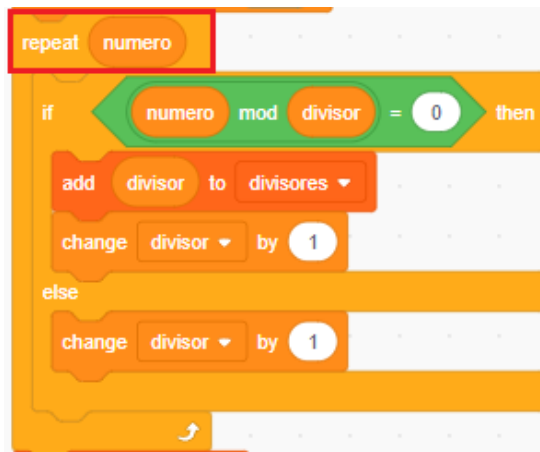 repeat numero
if numero mod divisor = 0 then
add divisor to divisores
change divisor by 1
else
change divisor by 1